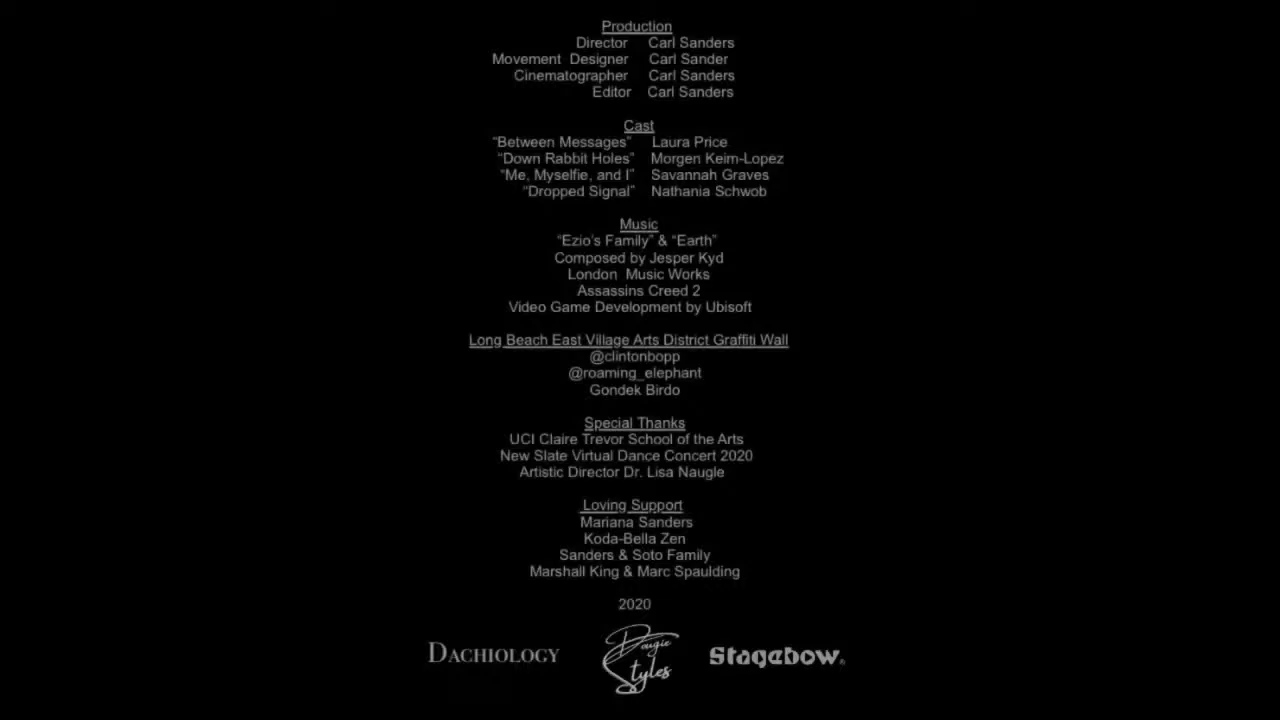 Production
Director Carl Sanders
Movement Designer Carl Sander
Cinematographer Carl Sanders
Editor Carl Sanders
Cast
“Between Messages” Laura Price
“Down Rabbit Holes” Morgen Keim-Lopez
“Me, Myselfie, and I” Savannah Graves
“Dropped Signal” Nathania Schwob
Music
“Ezio’s Family” & “Earth”
Composed by Jesper Kyd
London Music Works
Assassins Creed 2
Video Game Development by Ubisoft
Long Beach East Village Arts District Graffiti Wall
@clintonbopp
@roaming_elephant
Gondek Birdo
Special Thanks
UCI Claire Trevor School of the Arts
New Slate Virtual Dance Concert 2020
Artistic Director Dr. Lisa Naugle
Loving Support
Mariana Sanders
Koda-Bella Zen
Sanders & Soto Family
Marshall King & Marc Spaulding
2020
DACHIOLOGY
Dougie
Styles
Stagebow®